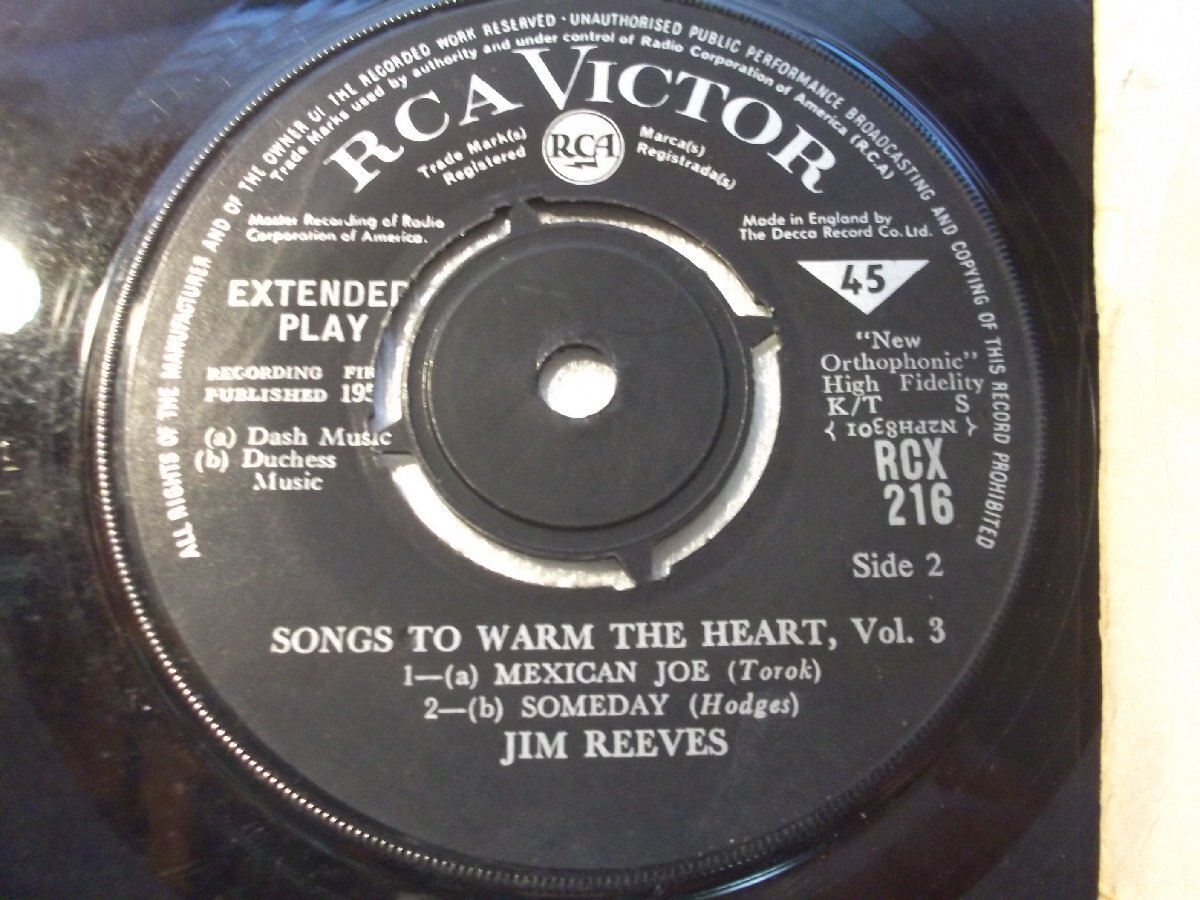 ALL RIGHTS OF THE MANUFACTURER AND OF THE OWNER OF THE RECORDED WORK RESERVED · UNAUTHORISED PUBLIC PERFORMANCE BROADCASTING AND COPYING OF THIS RECORD PROHIBITED
Trade Marks used by authority and under control of Radio Corporation of America (RCA)
RCA VICTOR
Trade Mark(s)
Registered
RCA
Marca(s)
Registrada(s)
Master Recording of Radio
Corporation of America.
Made in England by
The Decca Record Co. Ltd.
EXTENDED
PLAY
45
RECORDING
PUBLISHED
"New
Orthophonic"
High Fidelity
K/T S
{ N2PH8301 }
(a) Dash Music
(b) Duchess
Music
RCX
216
Side 2
SONGS TO WARM THE HEART, Vol. 3
1—(a) MEXICAN JOE (Torok)
2—(b) SOMEDAY (Hodges)
JIM REEVES